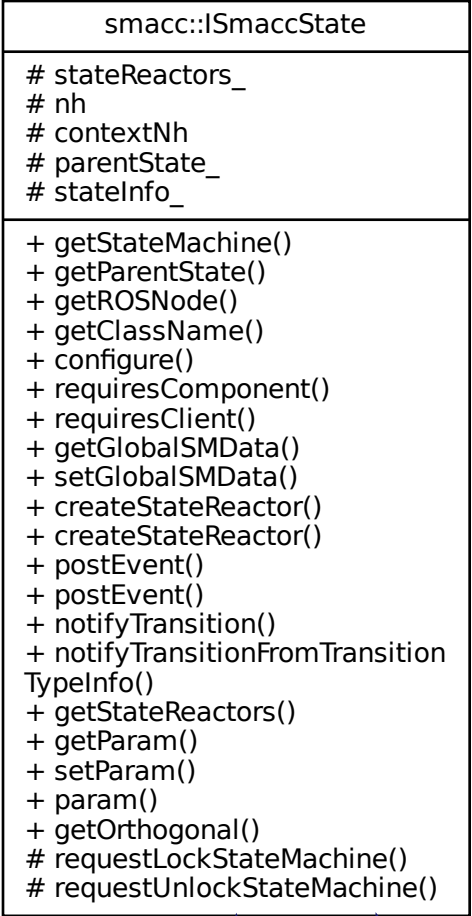 smacc::ISmaccState
# stateReactors_
# nh
# contextNh
# parentState_
# stateInfo_
+ getStateMachine()
+ getParentState()
+ getROSNode()
+ getClassName()
+ configure()
+ requiresComponent()
+ requiresClient()
+ getGlobalSMData()
+ setGlobalSMData()
+ createStateReactor()
+ createStateReactor()
+ postEvent()
+ postEvent()
+ notifyTransition()
+ notifyTransitionFromTransition
TypeInfo()
+ getStateReactors()
+ getParam()
+ setParam()
+ param()
+ getOrthogonal()
# requestLockStateMachine()
# requestUnlockStateMachine()